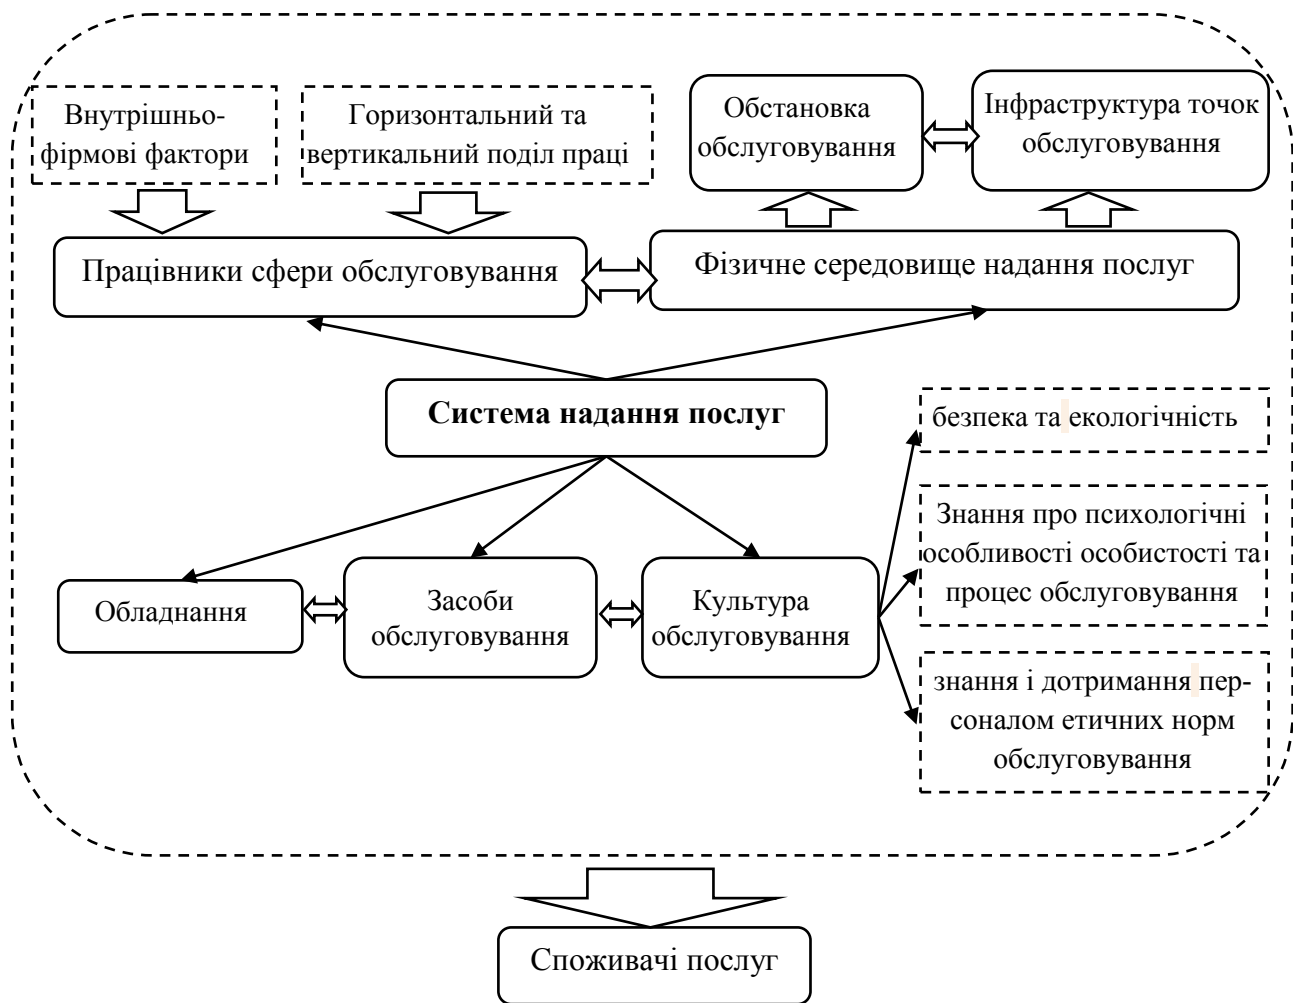 Внутрішньо-
фірмові фактори
Горизонтальний та
вертикальний поділ праці
Обстановка
обслуговування
Інфраструктура точок
обслуговування
Працівники сфери обслуговування
Фізичне середовище надання послуг
Система надання послуг
безпека та екологічність
Знання про психологічні
особливості особистості та
процес обслуговування
Обладнання
Засоби
обслуговування
Культура
обслуговування
знання і дотримання пер-
соналом етичних норм
обслуговування
Споживачі послуг